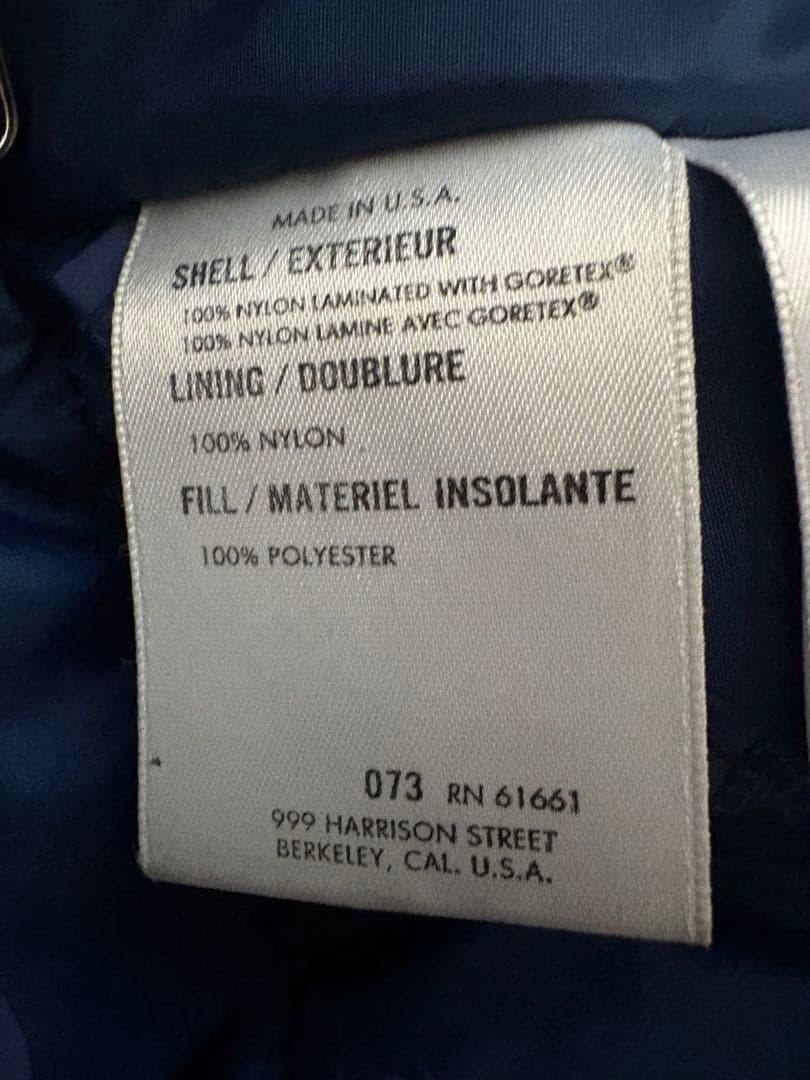 MADE IN U.S.A.
SHELL / EXTERIEUR
100% NYLON LAMINATED WITH GORETEX®
100% NYLON LAMINE AVEC GORETEX®
LINING / DOUBLURE
100% NYLON
FILL / MATERIEL INSOLANTE
100% POLYESTER
073 RN 61661
999 HARRISON STREET
BERKELEY, CAL. U.S.A.